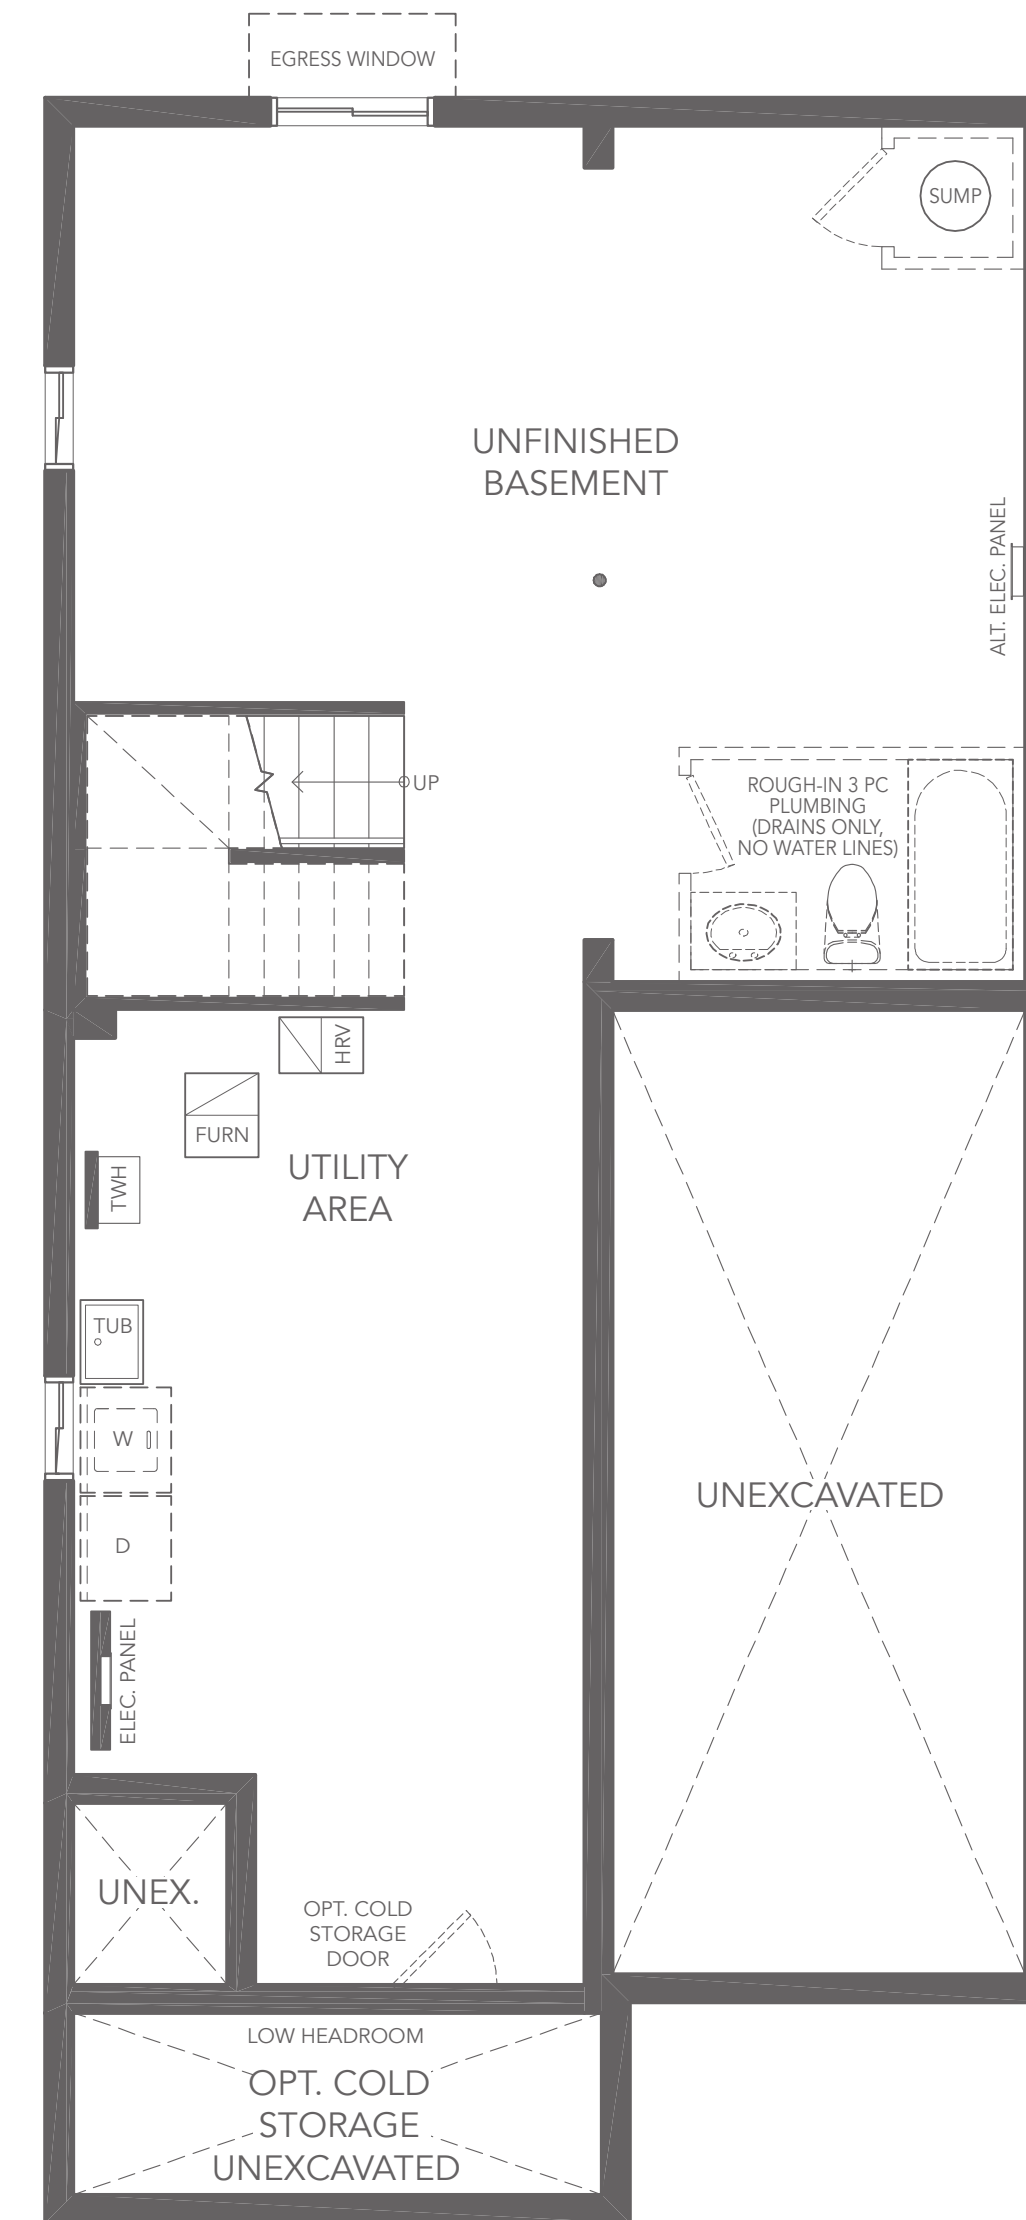 EGRESS WINDOW
SUMP
UNFINISHED
BASEMENT
ALT. ELEC. PANEL
UP
ROUGH-IN 3 PC
PLUMBING
(DRAINS ONLY,
NO WATER LINES)
HRV
FURN
TWH
UTILITY
AREA
TUB
W
D
ELEC. PANEL
UNEXCAVATED
UNEX.
OPT. COLD
STORAGE
DOOR
LOW HEADROOM
OPT. COLD
STORAGE
UNEXCAVATED